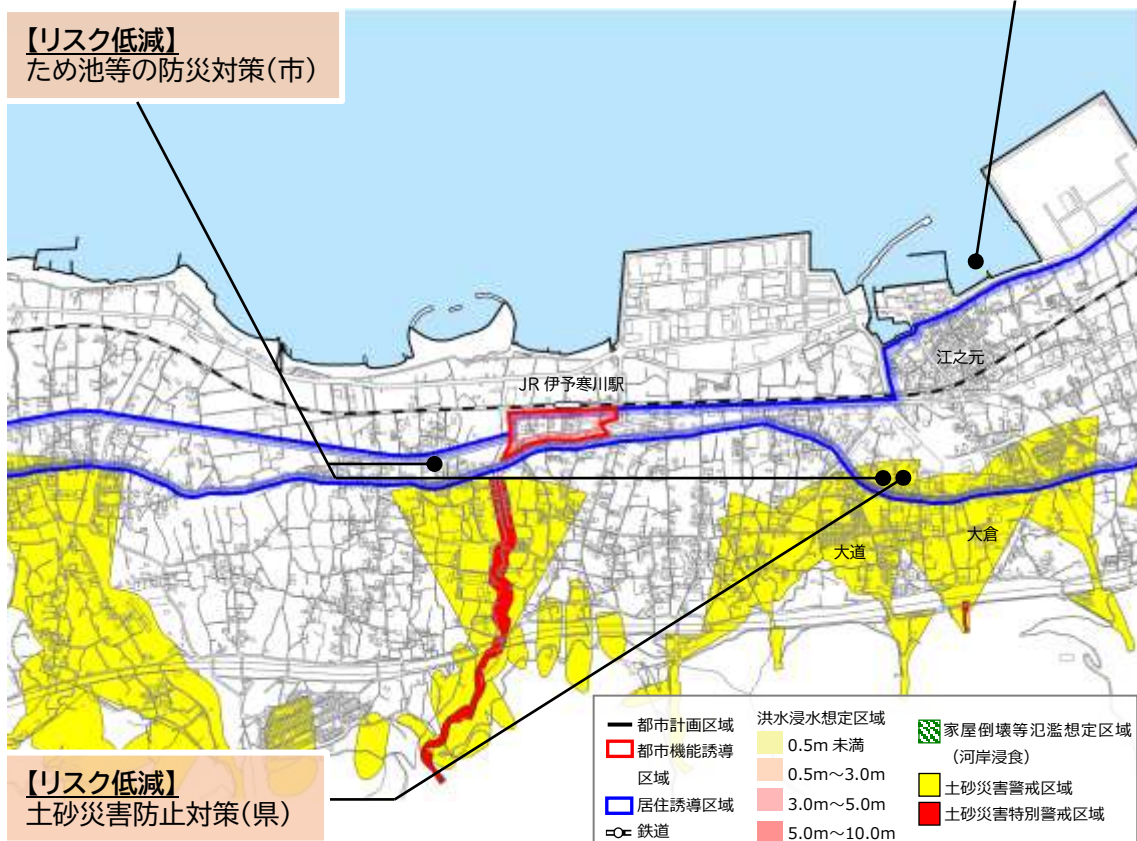 【リスク低減】
ため池等の防災対策(市)
江之元
JR 伊予寒川駅
大倉
大道
【リスク低減】
土砂災害防止対策(県)
都市計画区域
都市機能誘導
区域
居住誘導区域
鉄道
洪水浸水想定区域
0.5m 未満
0.5m~3.0m
3.0m~5.0m
5.0m~10.0m
家屋倒壊等氾濫想定区域
(河岸浸食)
土砂災害警戒区域
土砂災害特別警戒区域